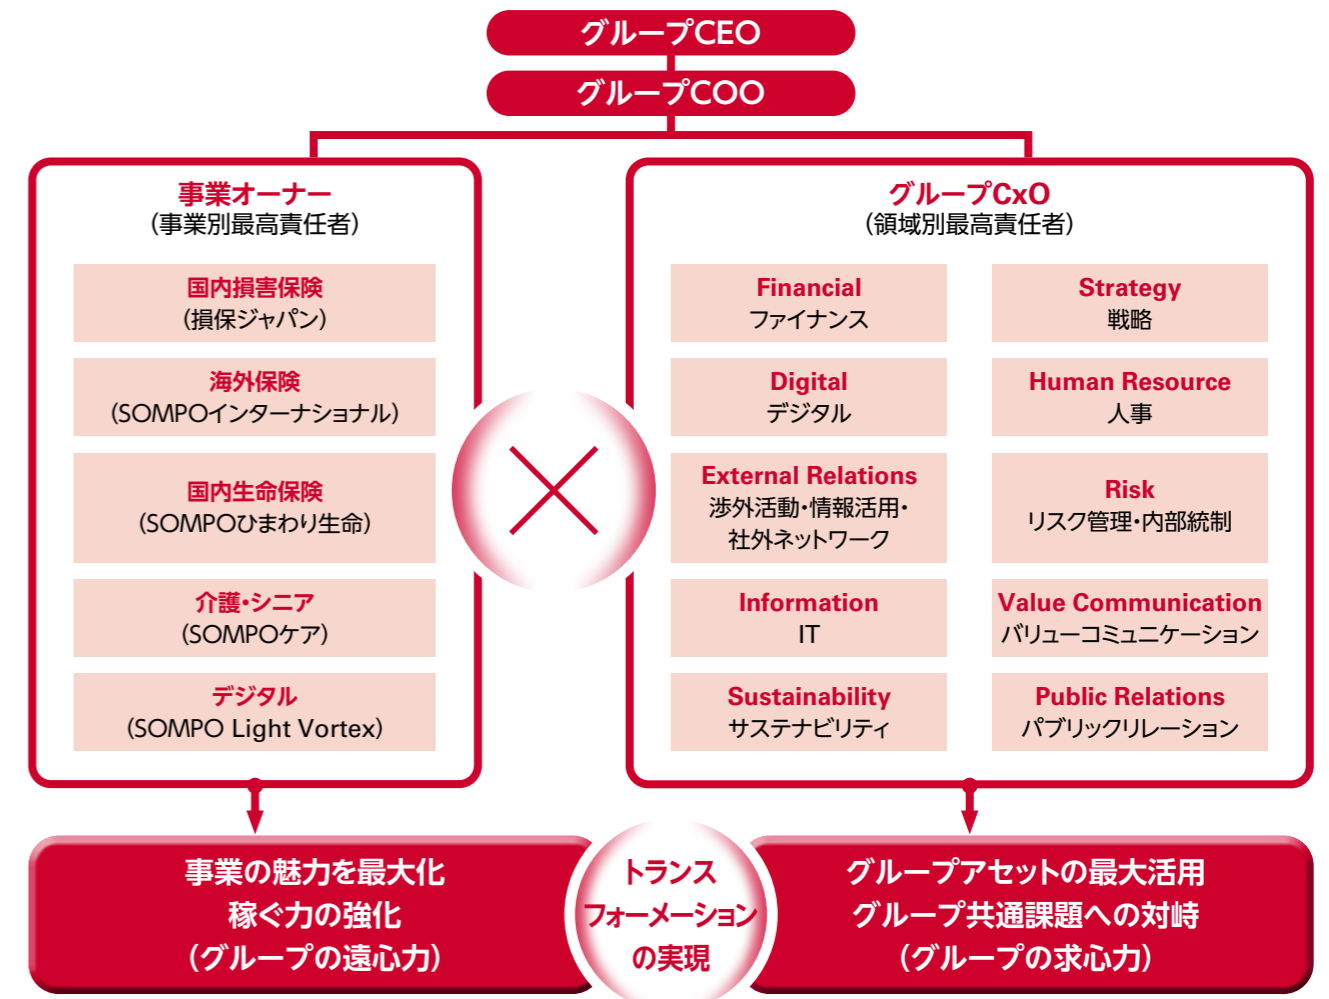 グループCEO
グループCOO
事業オーナー
(事業別最高責任者)
国内損害保険
(損保ジャパン)
海外保険
(SOMPOインターナショナル)
国内生命保険
(SOMPOひまわり生命)
介護・シニア
(SOMPOケア)
デジタル
(SOMPO Light Vortex)
グループCxO
(領域別最高責任者)
Financial
ファイナンス
Strategy
戦略
Digital
デジタル
Human Resource
人事
External Relations
渉外活動・情報活用・
社外ネットワーク
Risk
リスク管理・内部統制
Information
IT
Value Communication
バリューコミュニケーション
Sustainability
サステナビリティ
Public Relations
パブリックリレーション
事業の魅力を最大化
稼ぐ力の強化
(グループの遠心力)
トランス
フォーメーション
の実現
グループアセットの最大活用
グループ共通課題への対峙
(グループの求心力)